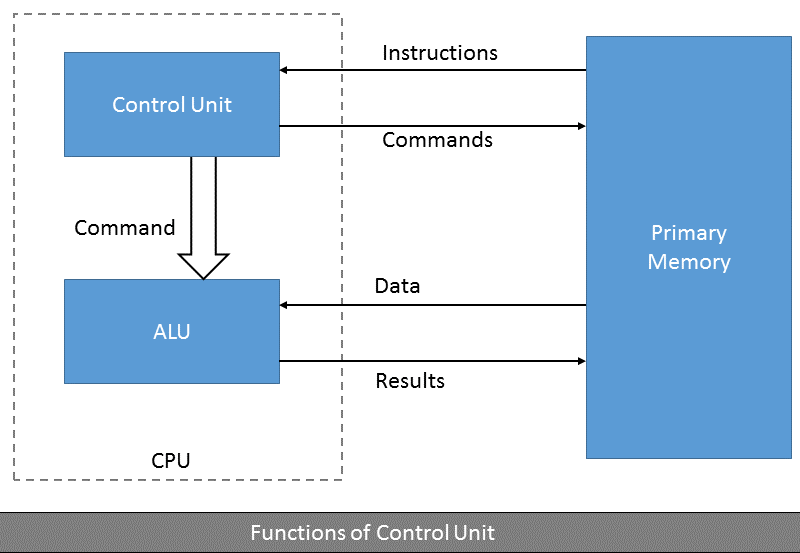 Instructions
Control Unit
Commands
Command
Primary
Memory
Data
ALU
Results
CPU
Functions of Control Unit